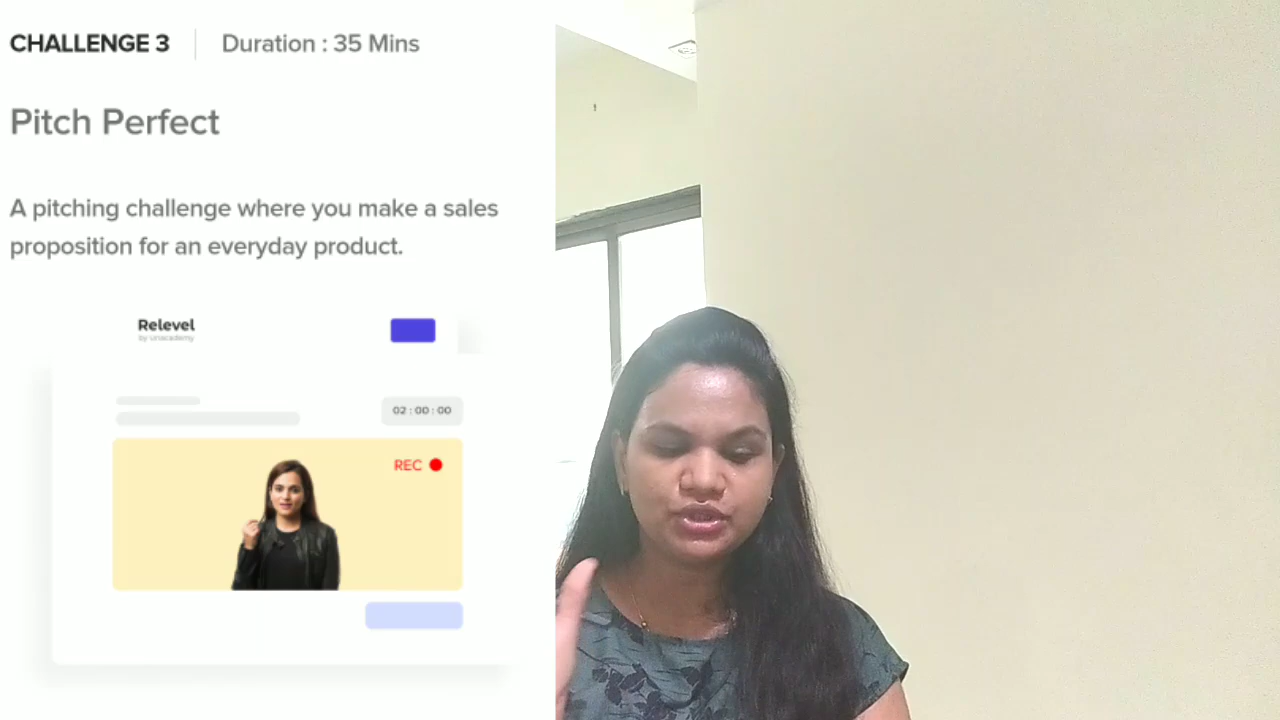 CHALLENGE 3
Duration : 35 Mins
Pitch Perfect
A pitching challenge where you make a sales
proposition for an everyday product.
Relevel
by unacademy
02 : 00 : 00
REC